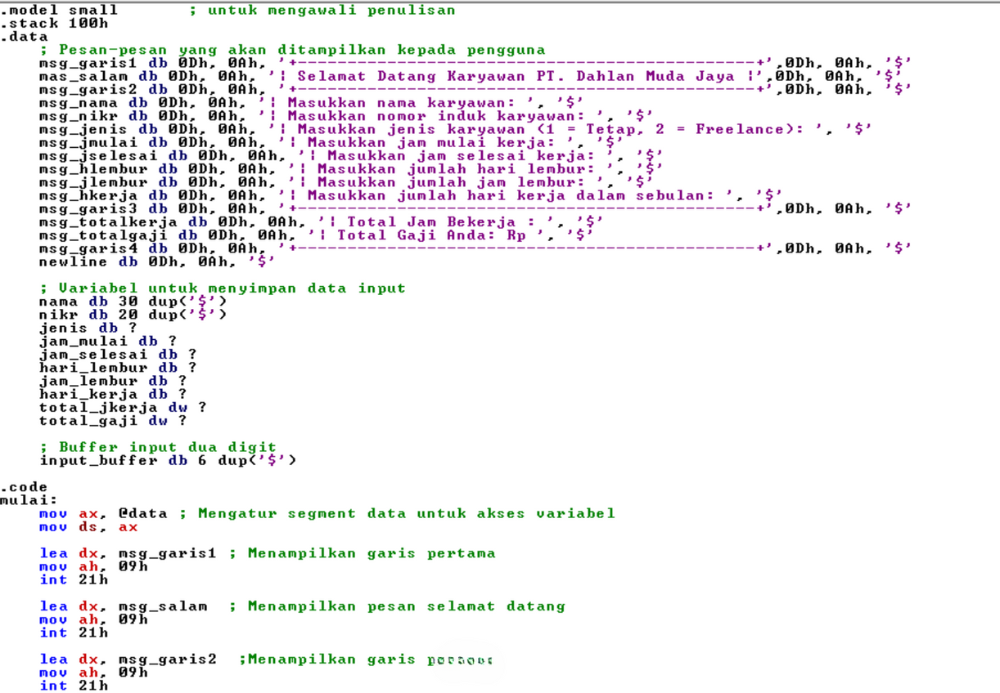 .model small ; untuk mengawali penulisan
.stack 100h
.data
; Pesan-pesan yang akan ditampilkan kepada pengguna
msg_garis1 db 0Dh, 0Ah, '+----------------------------------------------+',0Dh, 0Ah, '$'
mas_salam db 0Dh, 0Ah, '| Selamat Datang Karyawan PT. Dahlan Muda Jaya |',0Dh, 0Ah, '$'
msg_garis2 db 0Dh, 0Ah, '+----------------------------------------------+',0Dh, 0Ah, '$'
msg_nama db 0Dh, 0Ah, '| Masukkan nama karyawan: ', '$'
msg_nikr db 0Dh, 0Ah, '| Masukkan nomor induk karyawan: ', '$'
msg_jenis db 0Dh, 0Ah, '| Masukkan jenis karyawan (1 = Tetap, 2 = Freelance): ', '$'
msg_jmulai db 0Dh, 0Ah, '| Masukkan jam mulai kerja: ', '$'
msg_jselesai db 0Dh, 0Ah, '| Masukkan jam selesai kerja: ', '$'
msg_hlembur db 0Dh, 0Ah, '| Masukkan jumlah hari lembur: ', '$'
msg_jlembur db 0Dh, 0Ah, '| Masukkan jumlah jam lembur: ', '$'
msg_hkerja db 0Dh, 0Ah, '| Masukkan jumlah hari kerja dalam sebulan: ', '$'
msg_garis3 db 0Dh, 0Ah, '+----------------------------------------------+',0Dh, 0Ah, '$'
msg_totalkerja db 0Dh, 0Ah, '| Total Jam Bekerja : ', '$'
msg_totalgaji db 0Dh, 0Ah, '| Total Gaji Anda: Rp ', '$'
msg_garis4 db 0Dh, 0Ah, '+----------------------------------------------+',0Dh, 0Ah, '$'
newline db 0Dh, 0Ah, '$'
; Variabel untuk menyimpan data input
nama db 30 dup('$')
nikr db 20 dup('$')
jenis db ?
jam_mulai db ?
jam_selesai db ?
hari_lembur db ?
jam_lembur db ?
hari_kerja db ?
total_jkerja dw ?
total_gaji dw ?
; Buffer input dua digit
input_buffer db 6 dup('$')
.code
mulai:
mov ax, @data ; Mengatur segment data untuk akses variabel
mov ds, ax
lea dx, msg_garis1 ; Menampilkan garis pertama
mov ah, 09h
int 21h
lea dx, msg_salam ; Menampilkan pesan selamat datang
mov ah, 09h
int 21h
lea dx, msg_garis2 ;Menampilkan garis
mov ah, 09h
int 21h